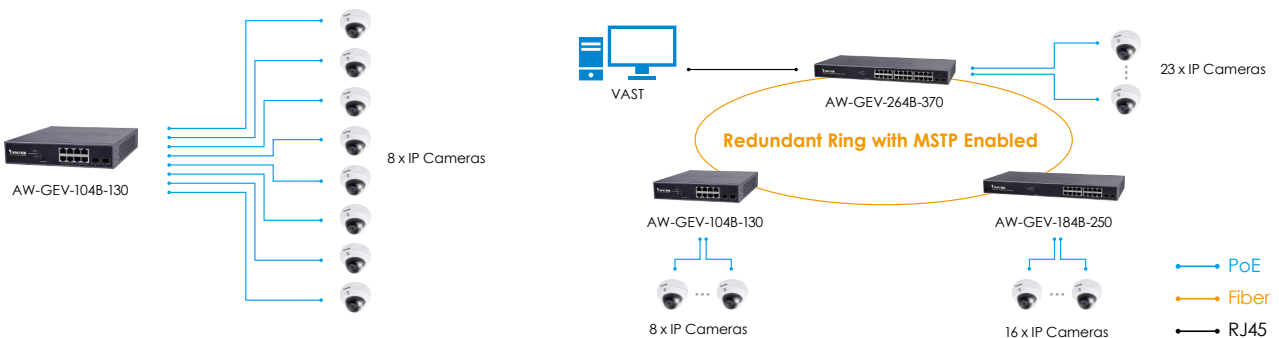 8 x IP Cameras
AW-GEV-104B-130
VAST
AW-GEV-264B-370
23 x IP Cameras
Redundant Ring with MSTP Enabled
AW-GEV-104B-130
AW-GEV-184B-250
8 x IP Cameras
16 x IP Cameras
PoE
Fiber
RJ45